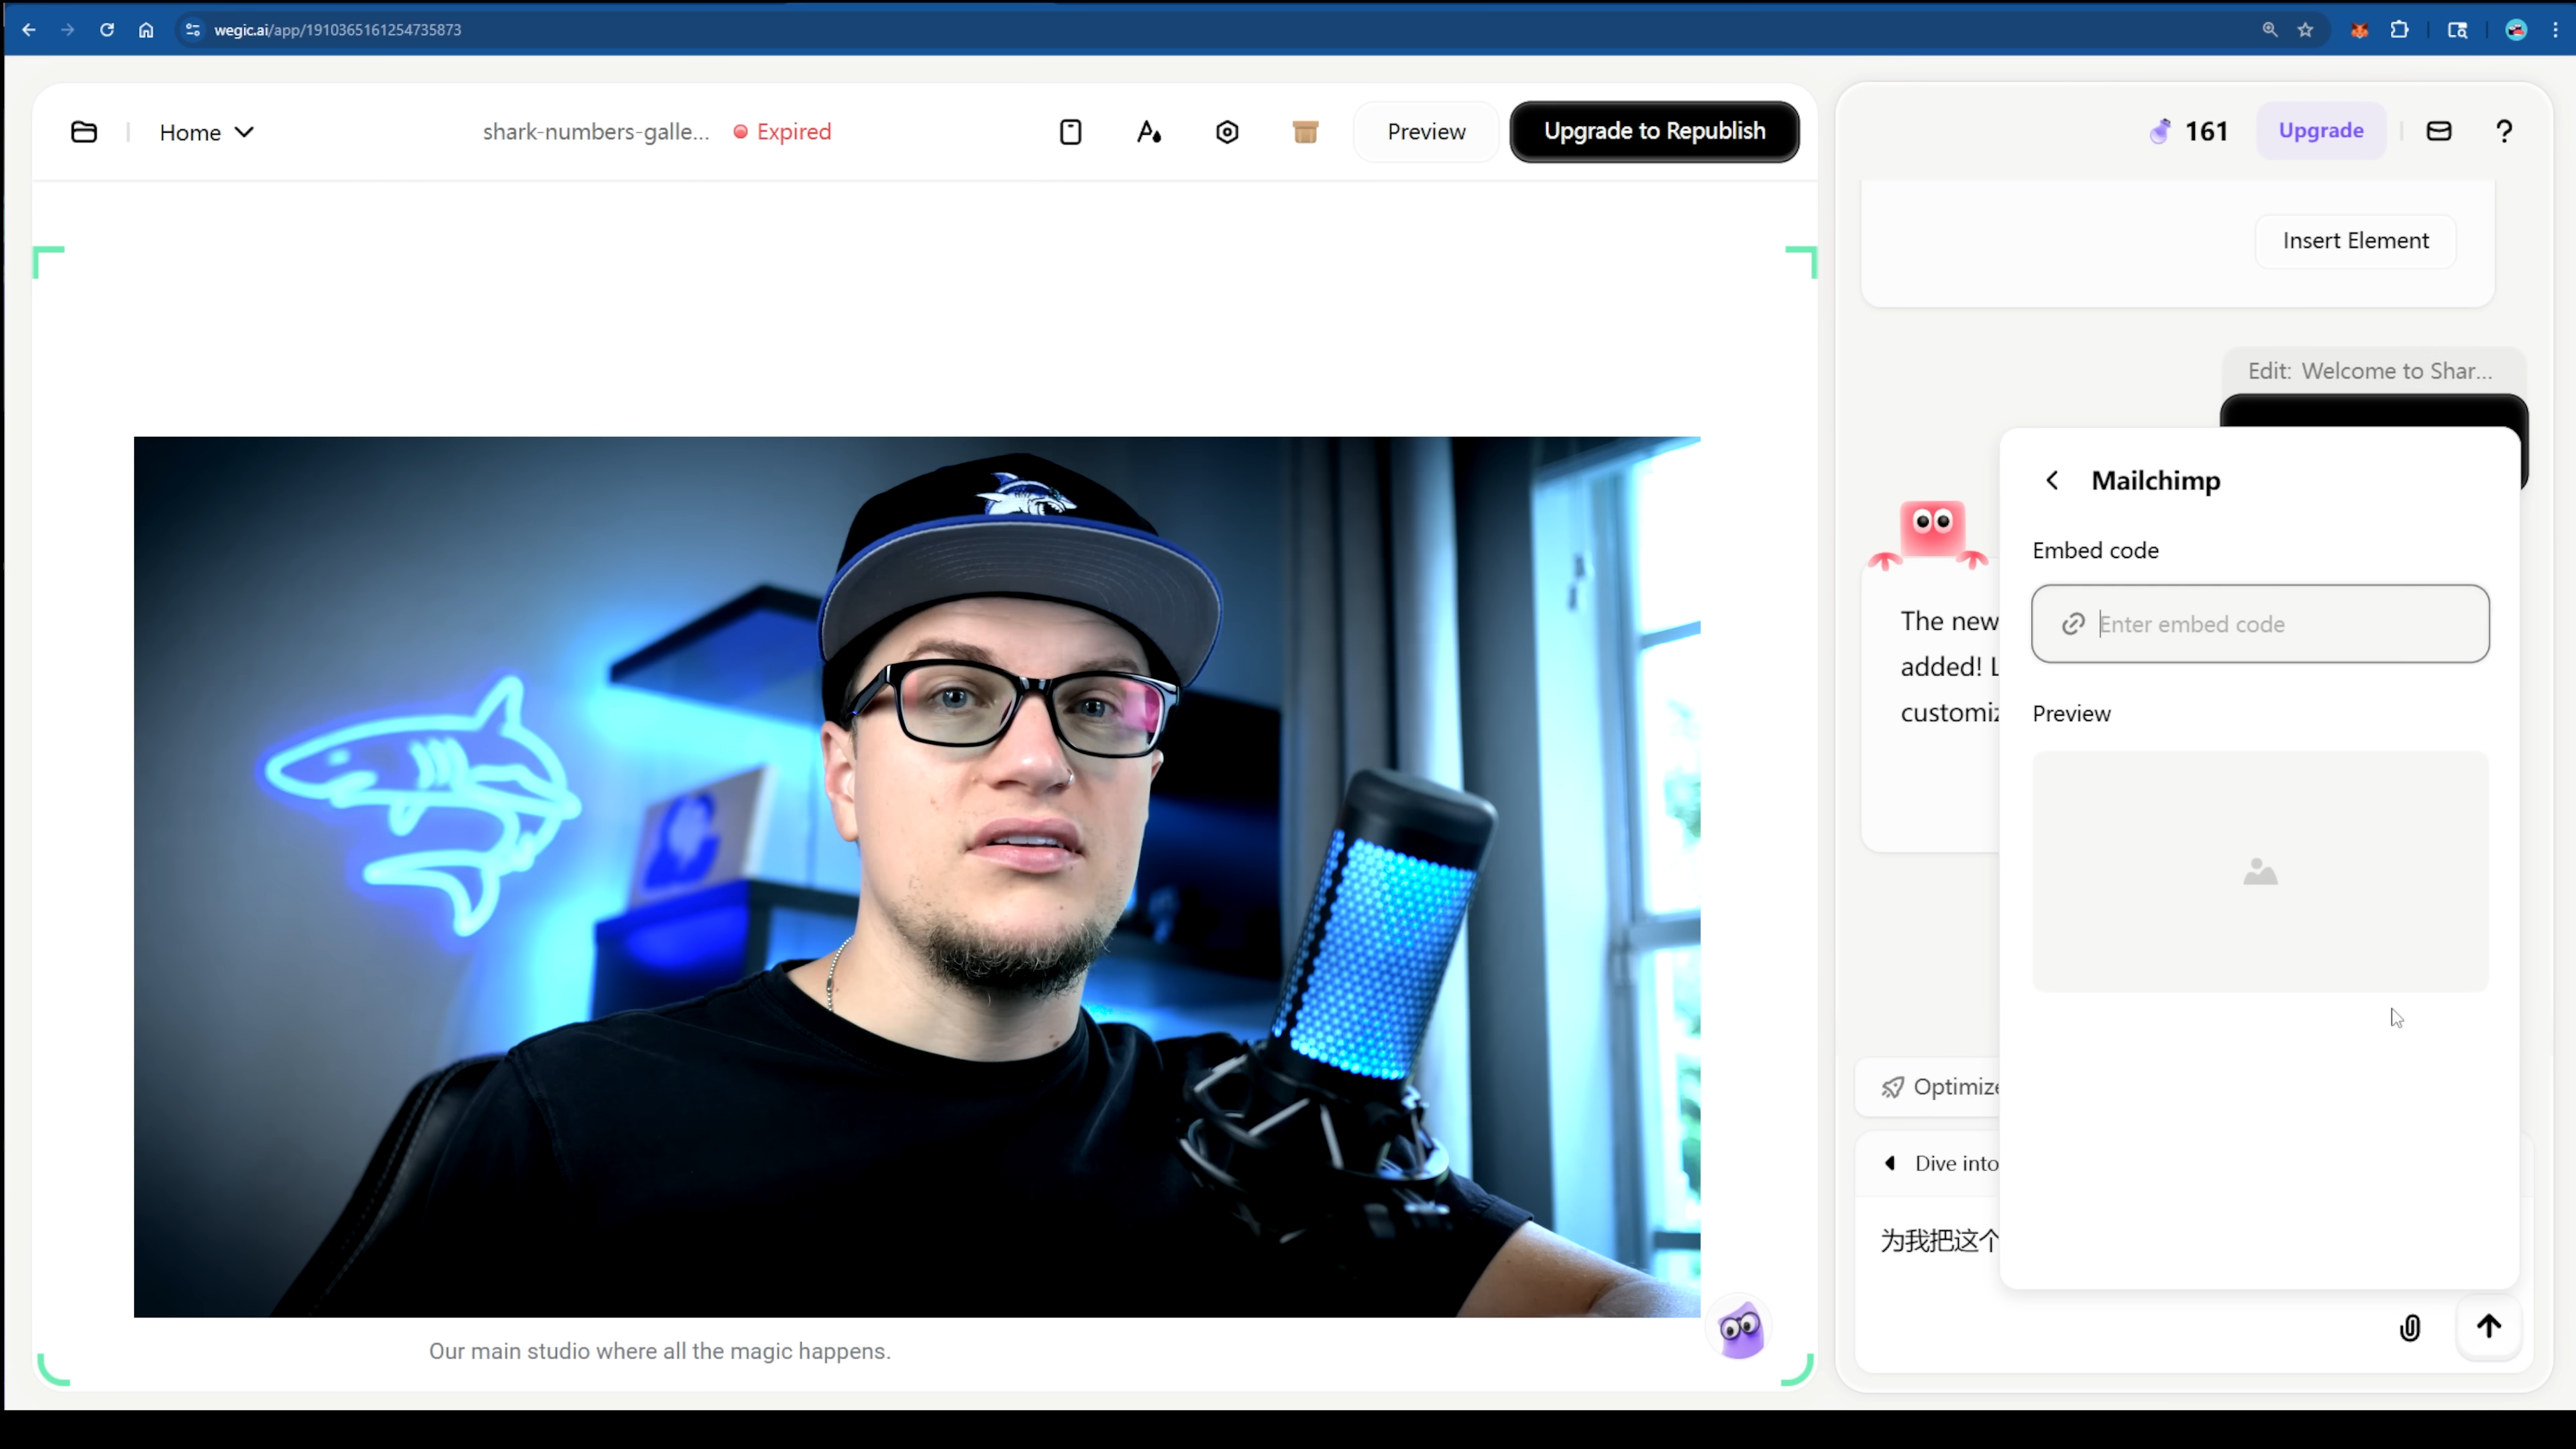 wegic.ai/app/1910365161254735873
Home
shark-numbers-galle...
Expired
Preview
Upgrade to Republish
161
Upgrade
Insert Element
Edit: Welcome to Shar...
Mailchimp
Embed code
Enter embed code
Preview
The new
added!
customiz
Optimize
Dive into
为我把这个
Our main studio where all the magic happens.